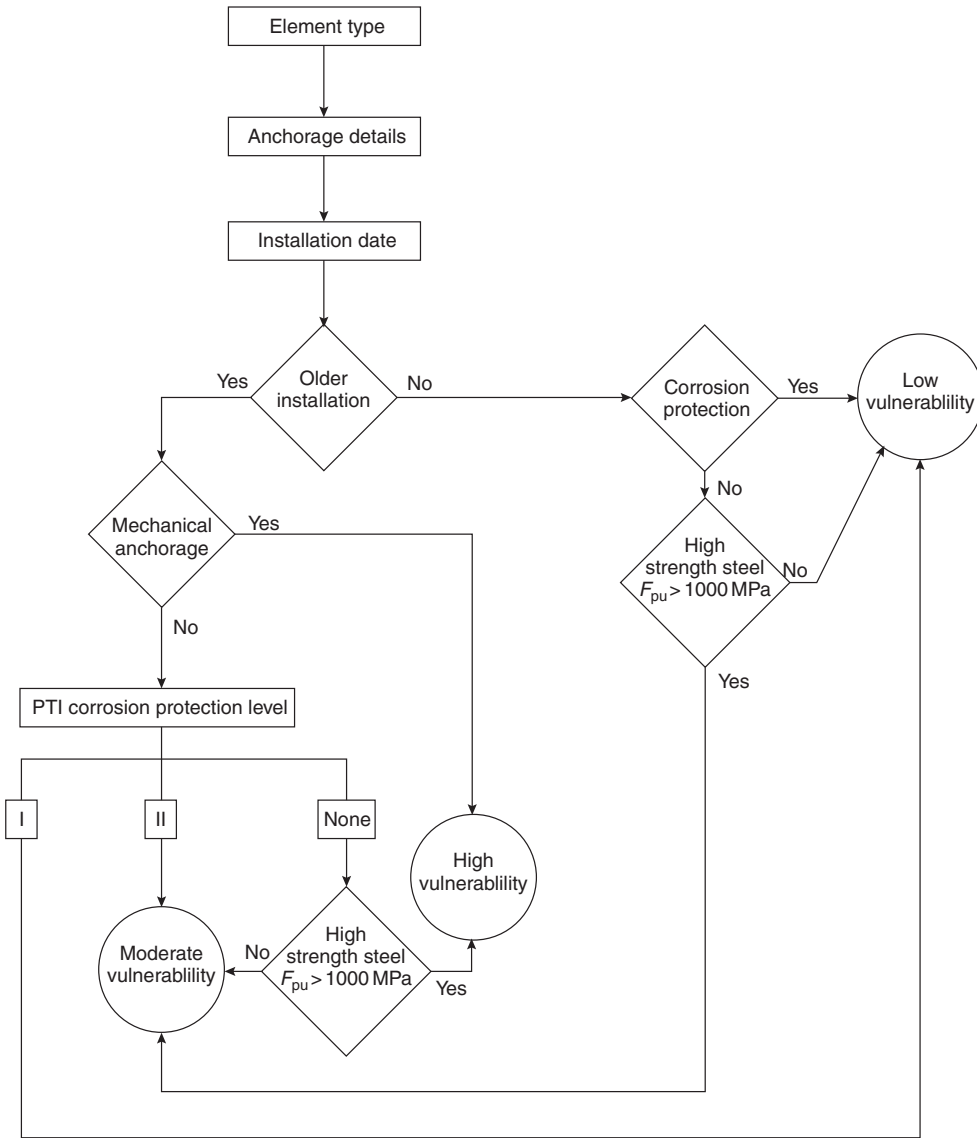 Element type
Anchorage details
Installation date
Older
installation
Yes
No
Corrosion
protection
Yes
Low
vulnerablility
No
Mechanical
anchorage
Yes
No
High
strength steel
Fpu > 1000 MPa
No
Yes
PTI corrosion protection level
I
II
None
High
vulnerablility
Moderate
vulnerablility
No
High
strength steel
Fpu > 1000 MPa
Yes